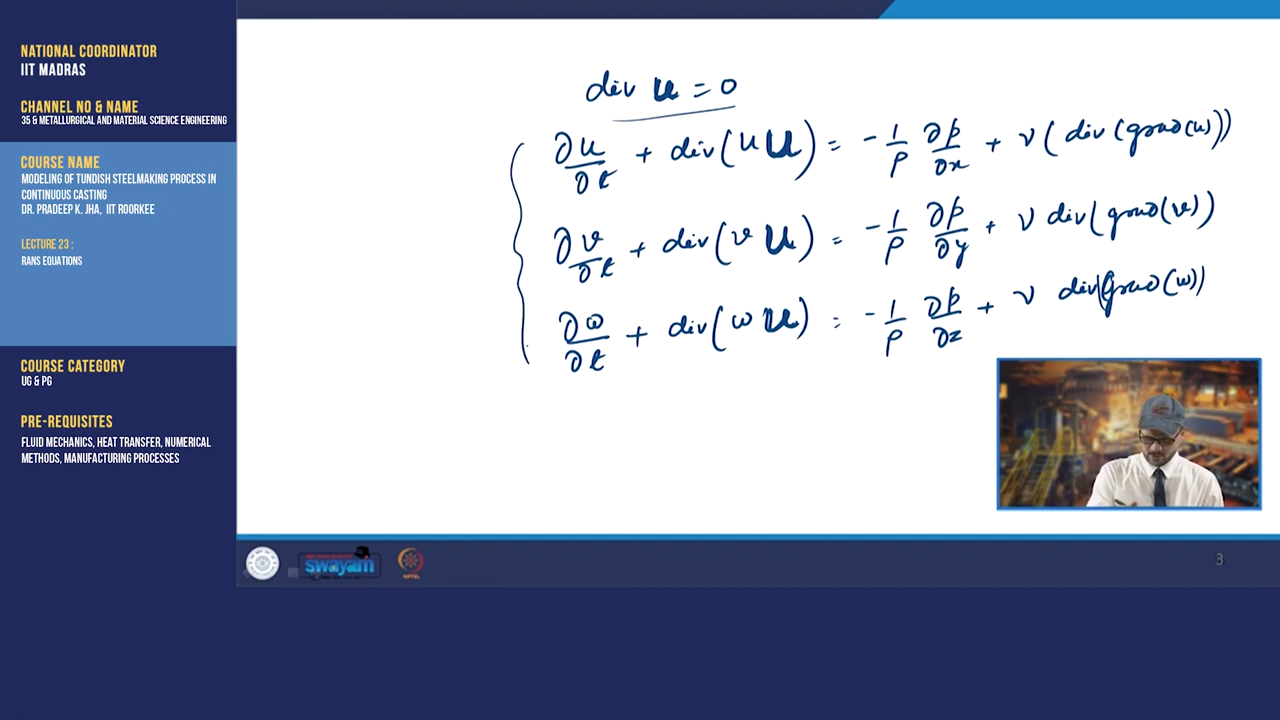 NATIONAL COORDINATOR
IIT MADRAS
CHANNEL NO & NAME
35 & METALLURGICAL AND MATERIAL SCIENCE ENGINEERING
COURSE NAME
MODELING OF TUNDISH STEELMAKING PROCESS IN
CONTINUOUS CASTING
DR. PRADEEP K. JHA, IIT ROORKEE
LECTURE 23 :
RANS EQUATIONS
COURSE CATEGORY
UG & PG
PRE-REQUISITES
FLUID MECHANICS, HEAT TRANSFER, NUMERICAL
METHODS, MANUFACTURING PROCESSES
div u = 0
∂u/∂t + div(u U) = -1/ρ ∂p/∂x + ν(div(grad(u)))
∂v/∂t + div(v U) = -1/ρ ∂p/∂y + ν div(grad(v))
∂w/∂t + div(w U) = -1/ρ ∂p/∂z + ν div(grad(w))
swayam
3